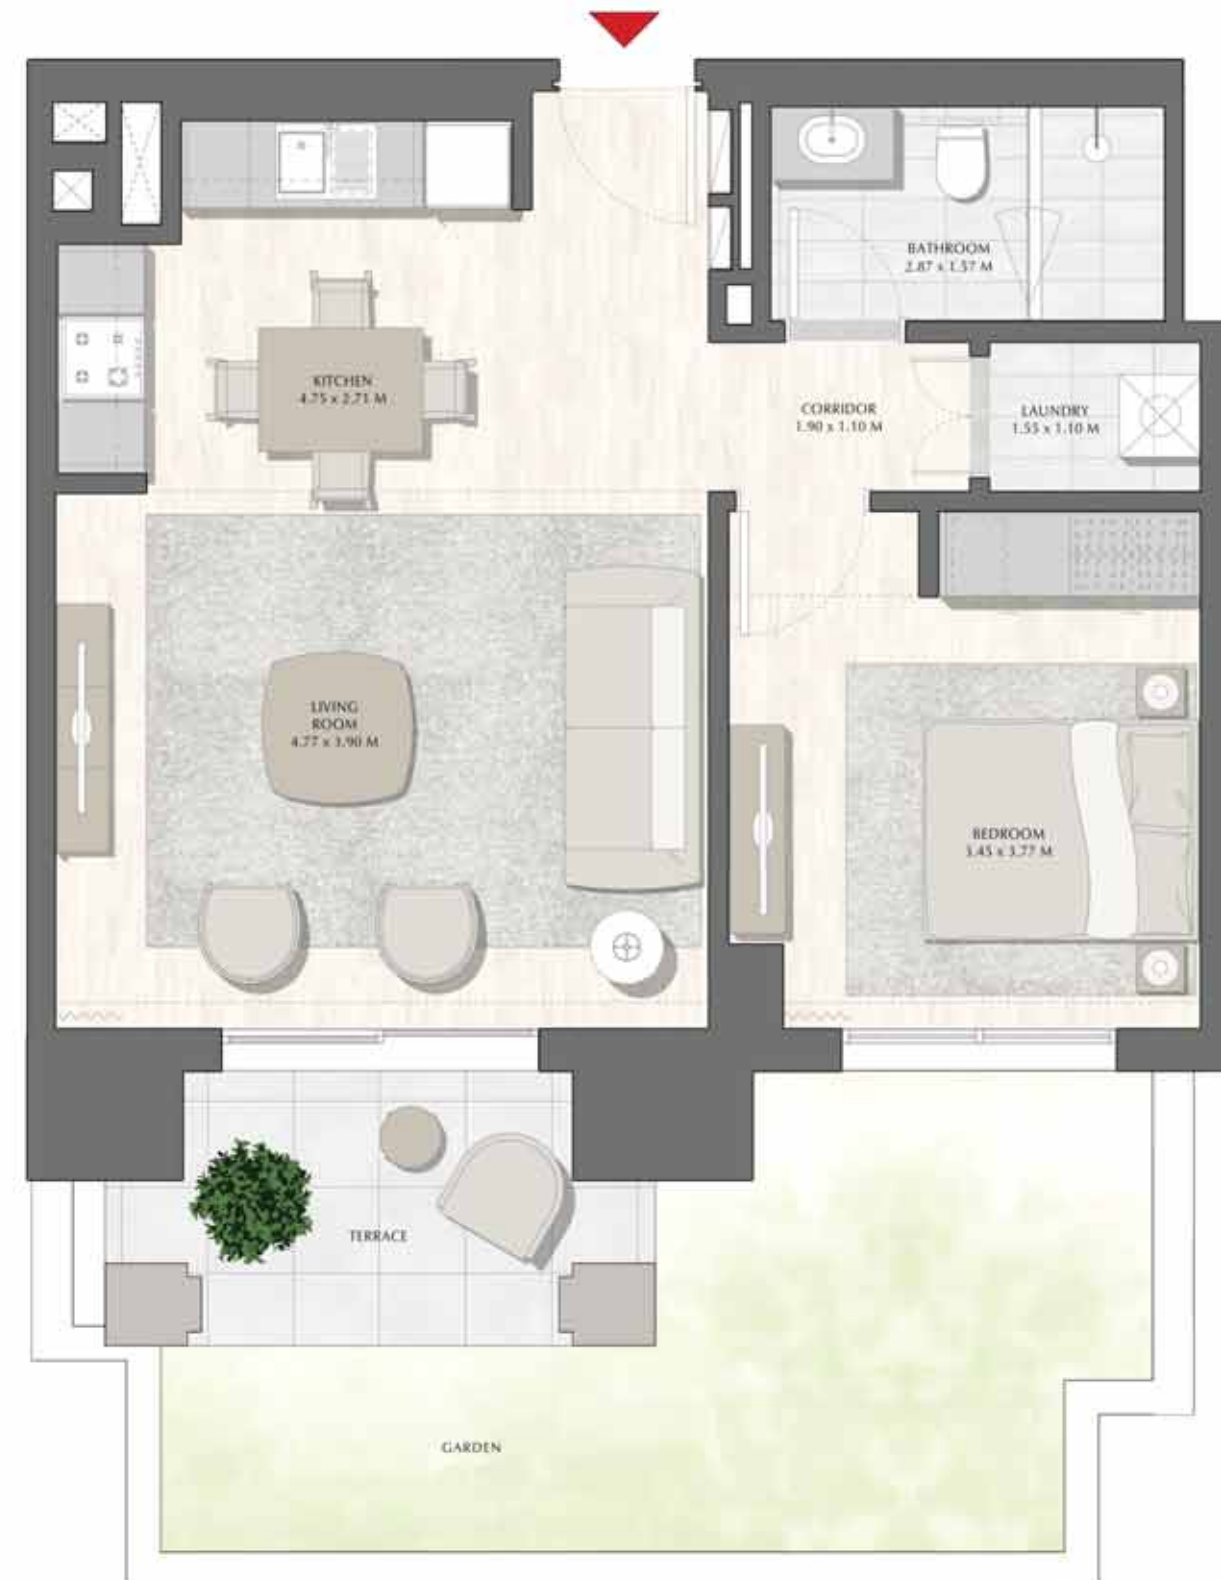 BATHROOM
2.87 x 1.57 M
KITCHEN
4.75 x 2.71 M
CORRIDOR
1.90 x 1.10 M
LAUNDRY
1.55 x 1.10 M
LIVING
ROOM
4.77 x 3.90 M
BEDROOM
3.45 x 3.77 M
TERRACE
GARDEN